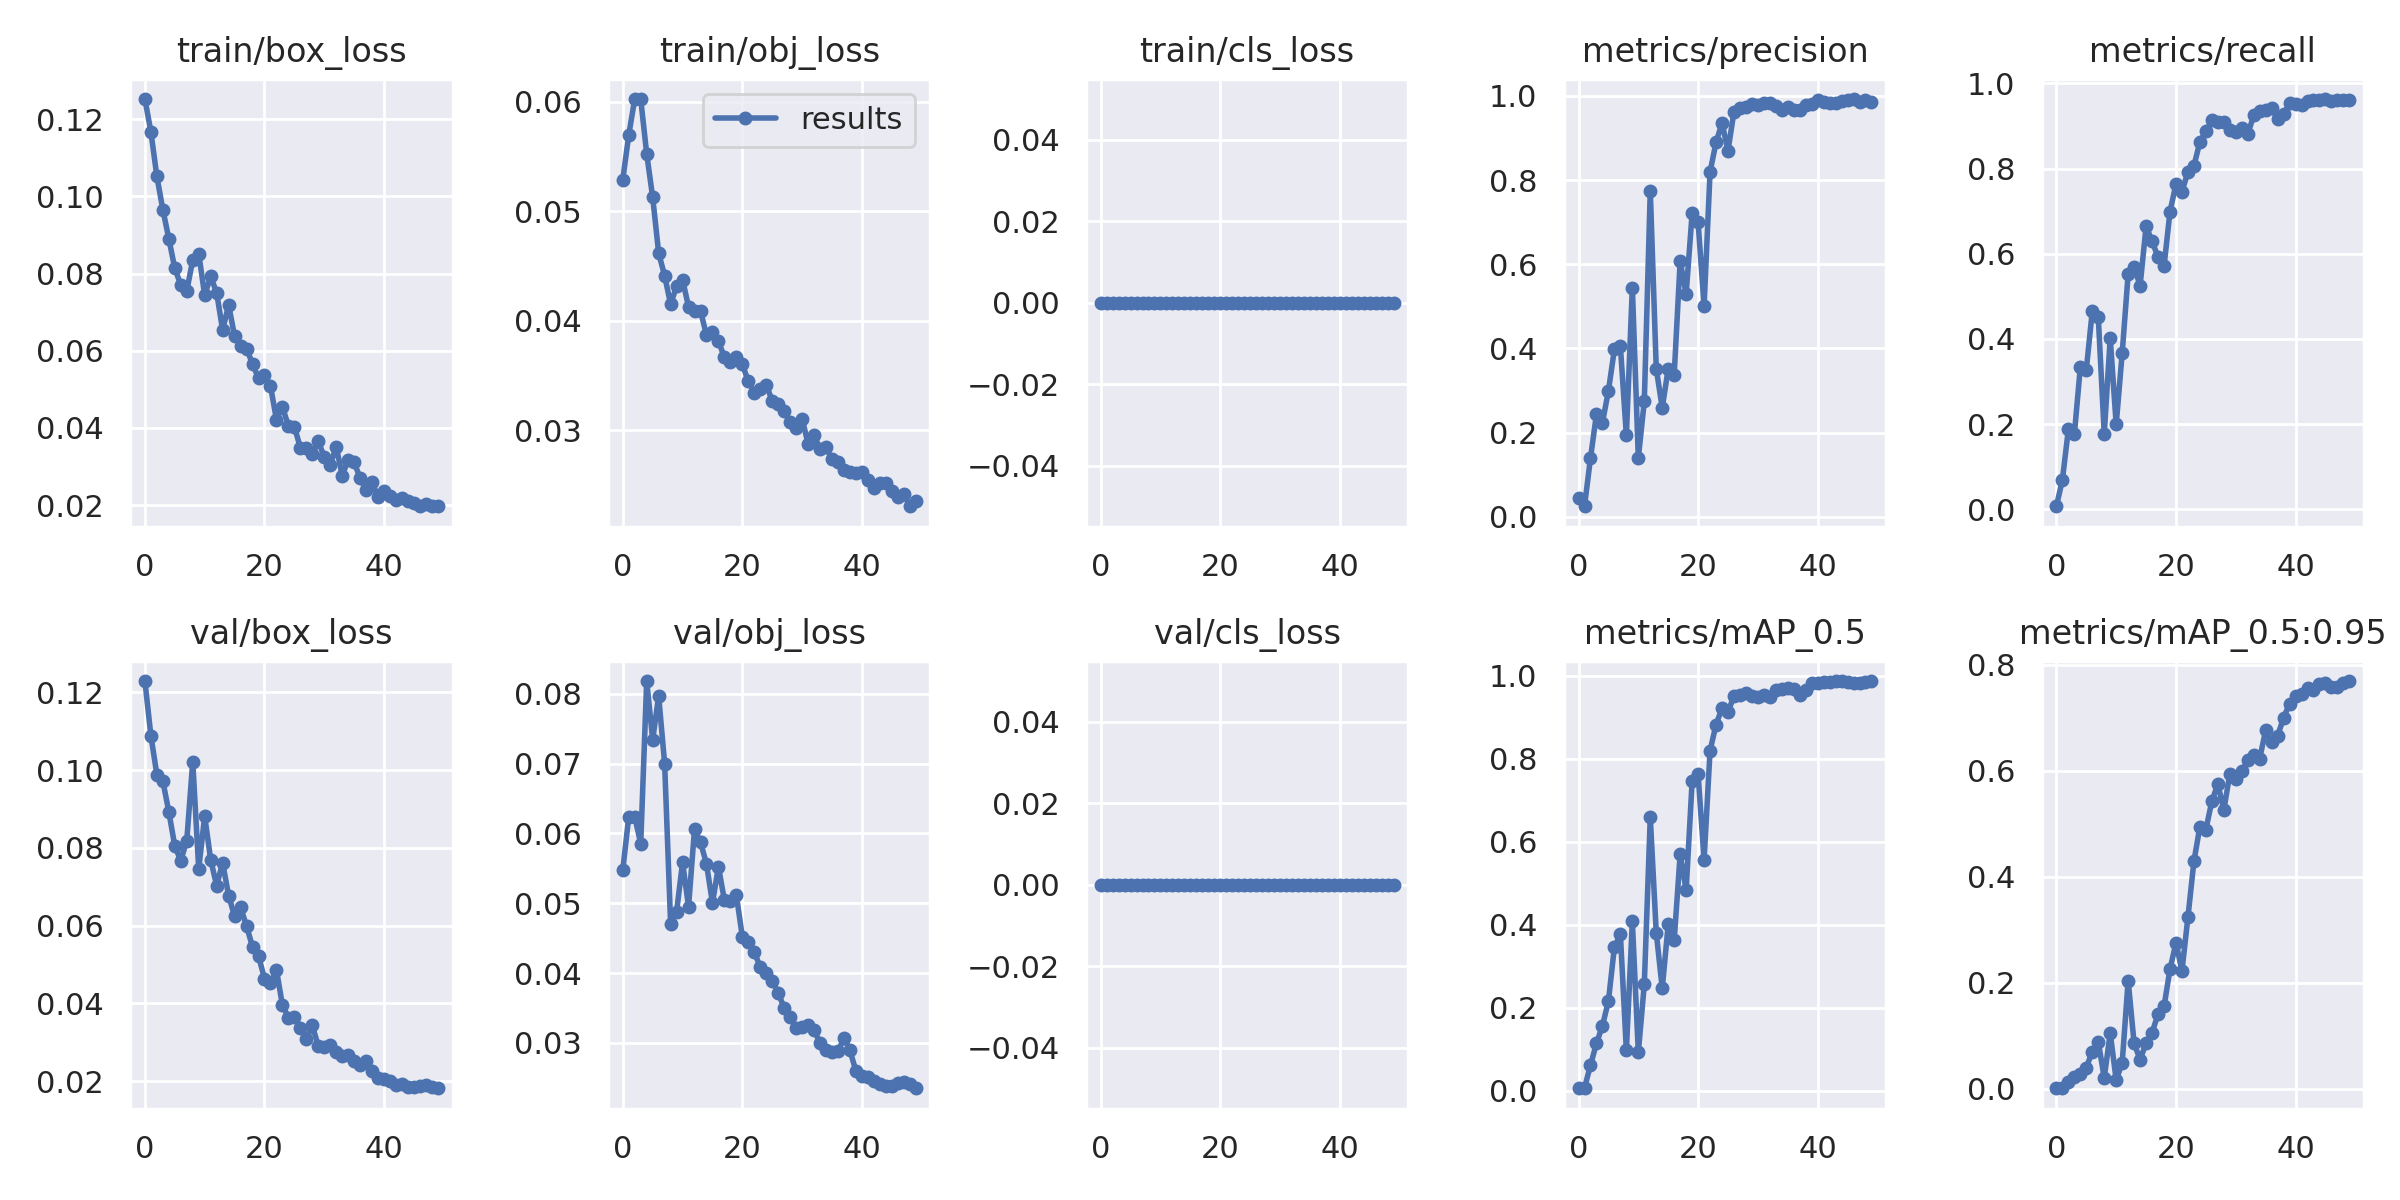 train/box_loss
0.12
0.10
0.08
0.06
0.04
0.02
0 20 40
train/obj_loss
results
0.06
0.05
0.04
0.03
0 20 40
train/cls_loss
0.04
0.02
0.00
−0.02
−0.04
0 20 40
metrics/precision
1.0
0.8
0.6
0.4
0.2
0.0
0 20 40
metrics/recall
1.0
0.8
0.6
0.4
0.2
0.0
0 20 40
val/box_loss
0.12
0.10
0.08
0.06
0.04
0.02
0 20 40
val/obj_loss
0.08
0.07
0.06
0.05
0.04
0.03
0 20 40
val/cls_loss
0.04
0.02
0.00
−0.02
−0.04
0 20 40
metrics/mAP_0.5
1.0
0.8
0.6
0.4
0.2
0.0
0 20 40
metrics/mAP_0.5:0.95
0.8
0.6
0.4
0.2
0.0
0 20 40